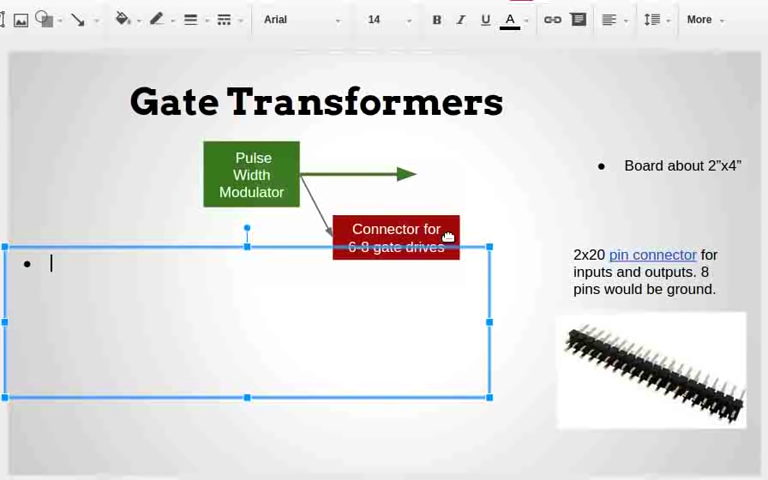 Arial
14
B I U A
More
Gate Transformers
Pulse
Width
Modulator
Board about 2"x4"
Connector for
6-8 gate drives
2x20 pin connector for
inputs and outputs. 8
pins would be ground.